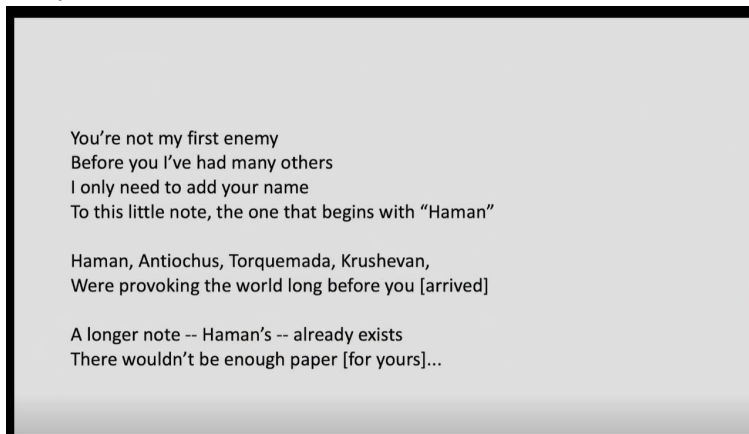 You’re not my first enemy
Before you I’ve had many others
I only need to add your name
To this little note, the one that begins with “Haman”
Haman, Antiochus, Torquemada, Krushevan,
Were provoking the world long before you [arrived]
A longer note -- Haman’s -- already exists
There wouldn’t be enough paper [for yours]...